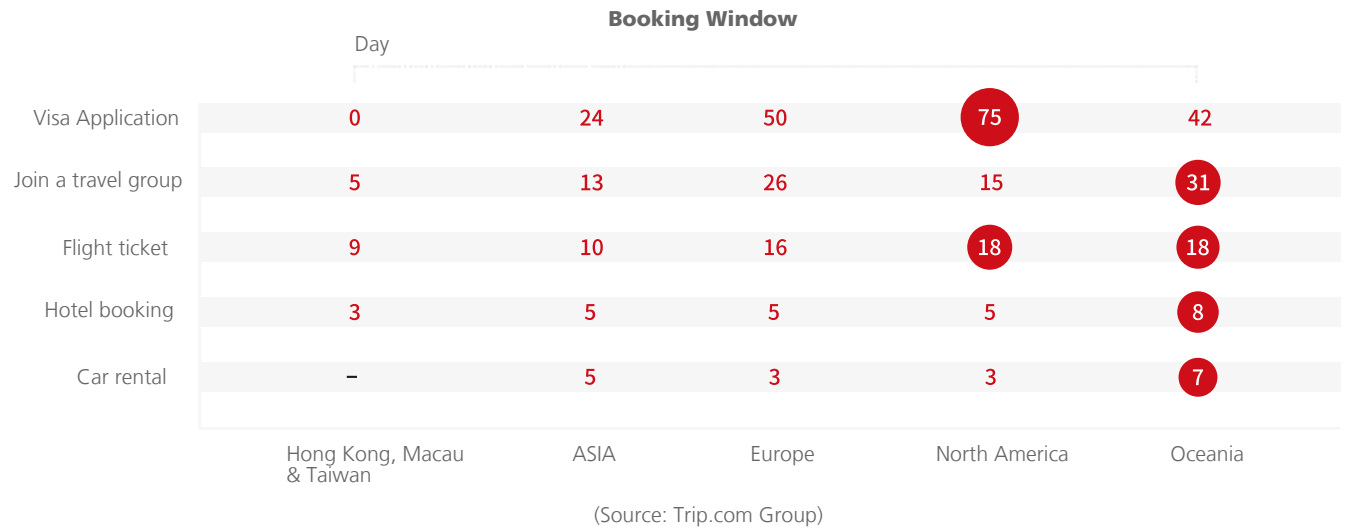 Booking Window
Day
Visa Application 0 24 50 75 42
Join a travel group 5 13 26 15 31
Flight ticket 9 10 16 18 18
Hotel booking 3 5 5 5 8
Car rental – 5 3 3 7
Hong Kong, Macau ASIA Europe North America Oceania
& Taiwan
(Source: Trip.com Group)